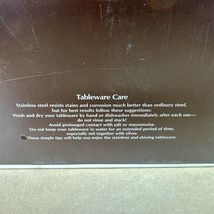 Tableware Care
Stainless steel resists stains and corrosion much better than ordinary steel,
but for best results follow these suggestions:
Wash and dry your tableware by hand or dishwasher immediately after each use—
do not rinse and stack!
Avoid prolonged contact with salt or mayonnaise.
Do not keep your tableware in water for an extended period of time,
especially not together with silver.
These simple tips will help you enjoy the stainfree and shining tableware.